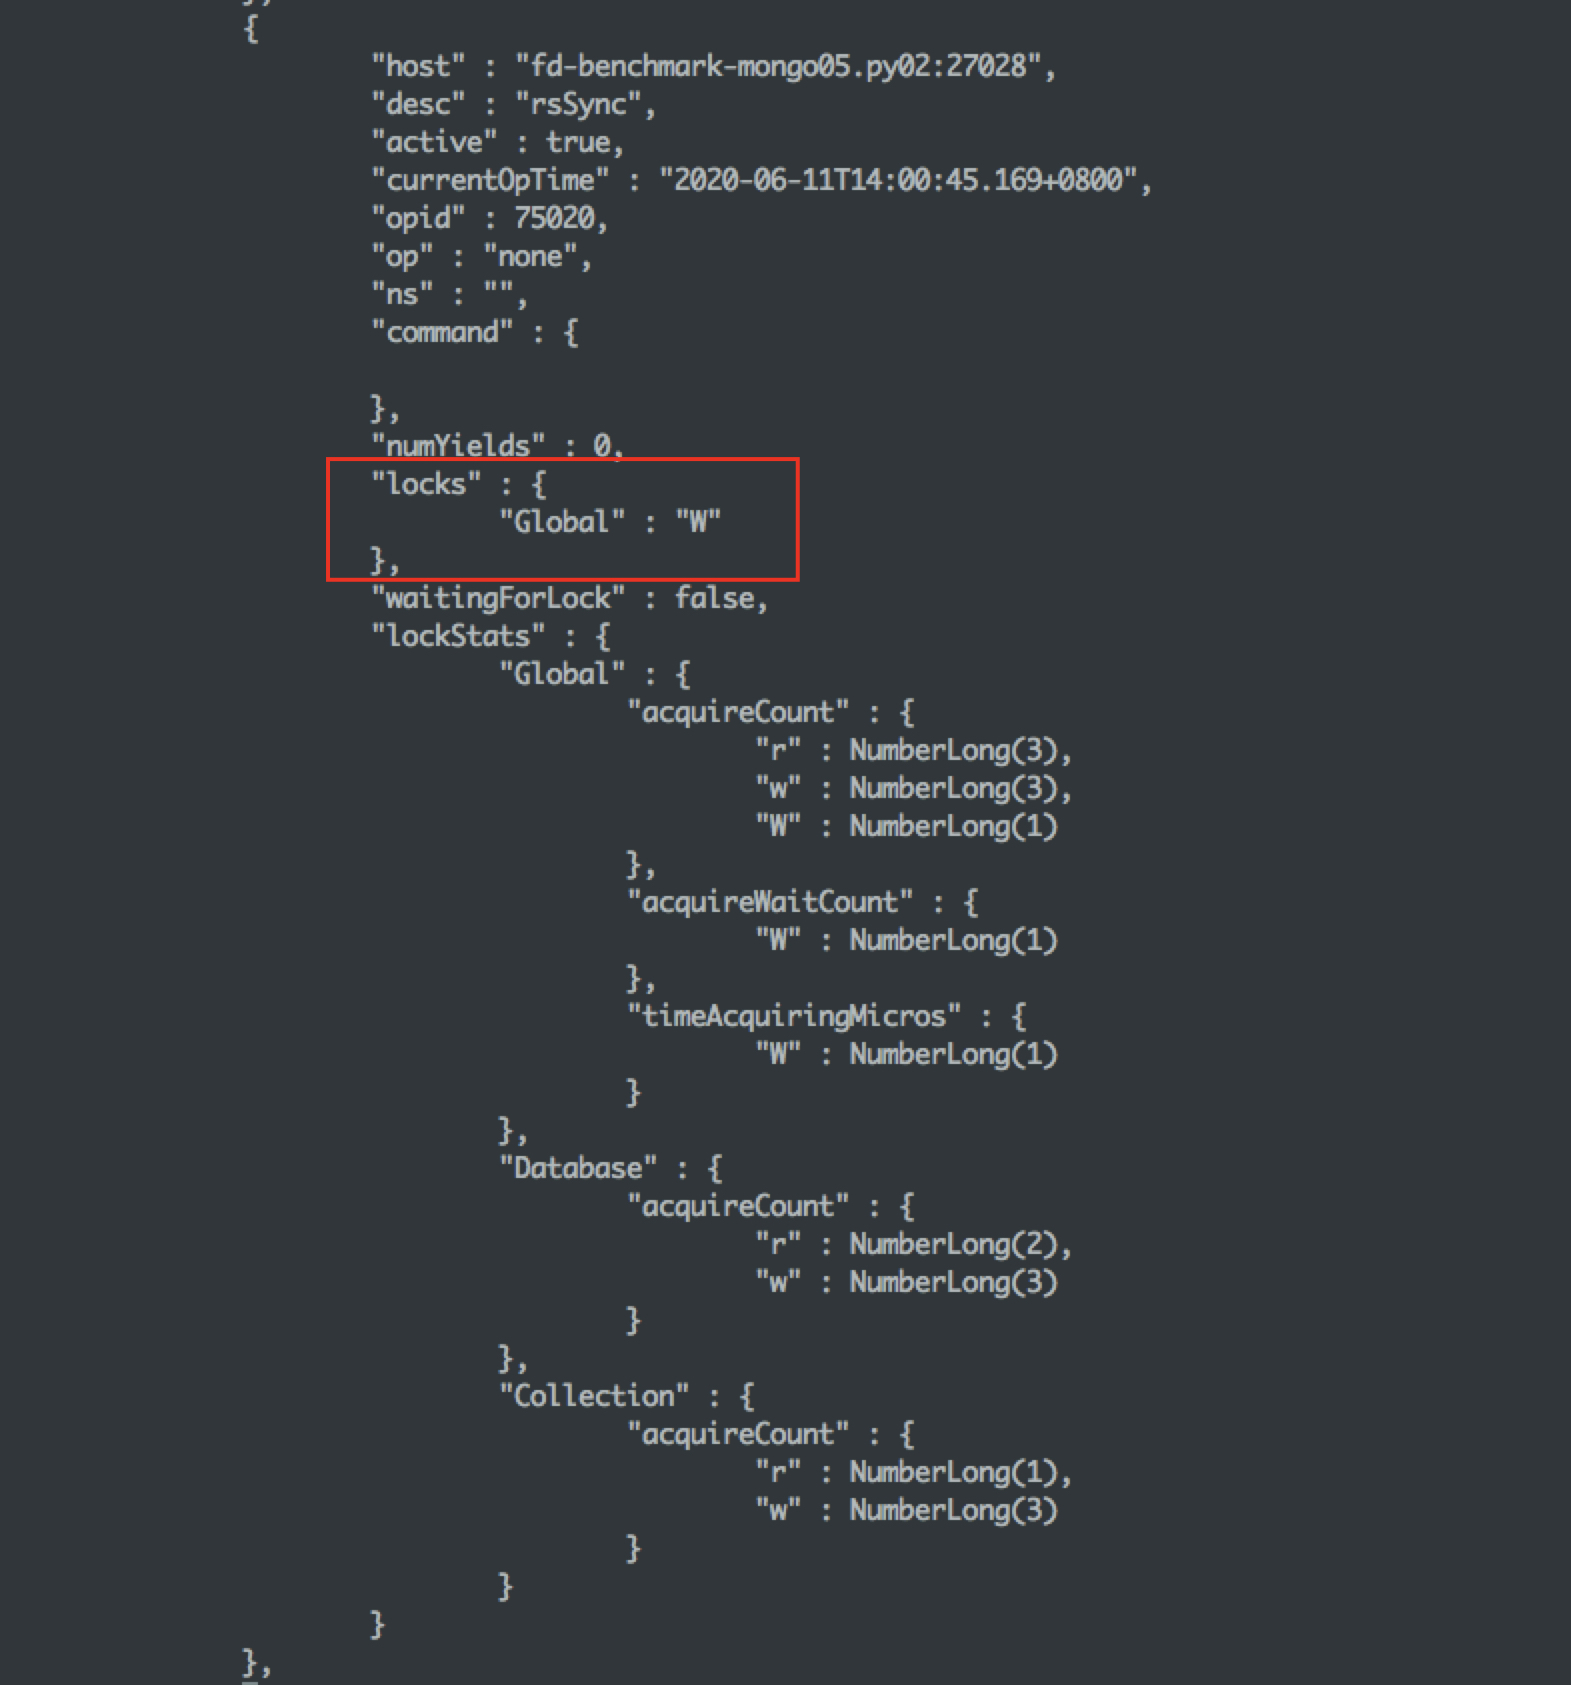 {
"host" : "fd-benchmark-mongo05.py02:27028",
"desc" : "rsSync",
"active" : true,
"currentOpTime" : "2020-06-11T14:00:45.169+0800",
"opid" : 75020,
"op" : "none",
"ns" : "",
"command" : {
},
"numYields" : 0,
"locks" : {
"Global" : "W"
},
"waitingForLock" : false,
"lockStats" : {
"Global" : {
"acquireCount" : {
"r" : NumberLong(3),
"w" : NumberLong(3),
"W" : NumberLong(1)
},
"acquireWaitCount" : {
"W" : NumberLong(1)
},
"timeAcquiringMicros" : {
"W" : NumberLong(1)
}
},
"Database" : {
"acquireCount" : {
"r" : NumberLong(2),
"w" : NumberLong(3)
}
},
"Collection" : {
"acquireCount" : {
"r" : NumberLong(1),
"w" : NumberLong(3)
}
}
}
},